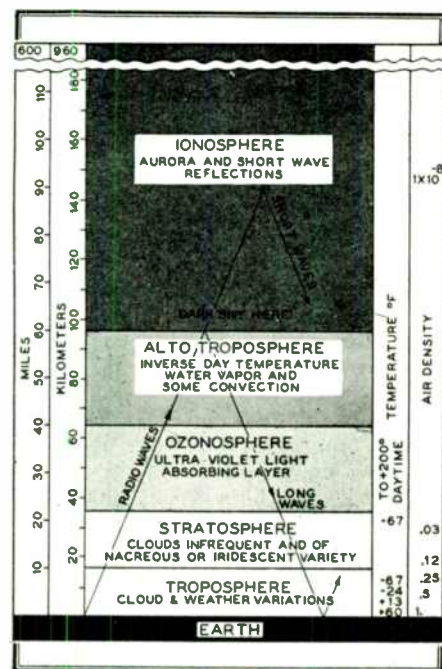 600 960
MILES
110
100
90
80
70
60
50
40
30
20
10
KILOMETERS
180
160
140
120
100
80
60
40
20
IONOSPHERE
AURORA AND SHORT WAVE
REFLECTIONS
SHORT WAVES
DARK SKY HERE
ALTO, TROPOSPHERE
INVERSE DAY TEMPERATURE
WATER VAPOR AND
SOME CONVECTION
OZONOSPHERE
ULTRA-VIOLET LIGHT
ABSORBING LAYER
RADIO WAVES
LONG
WAVES
STRATOSPHERE
CLOUDS INFREQUENT AND OF
NACREOUS OR IRIDESCENT VARIETY
TROPOSPHERE
CLOUD & WEATHER VARIATIONS
EARTH
TEMPERATURE °F
TO +200°
DAYTIME
-67
-67
-24
+13
+60
AIR DENSITY
1X10-8
.03
.12
.25
.5
1.